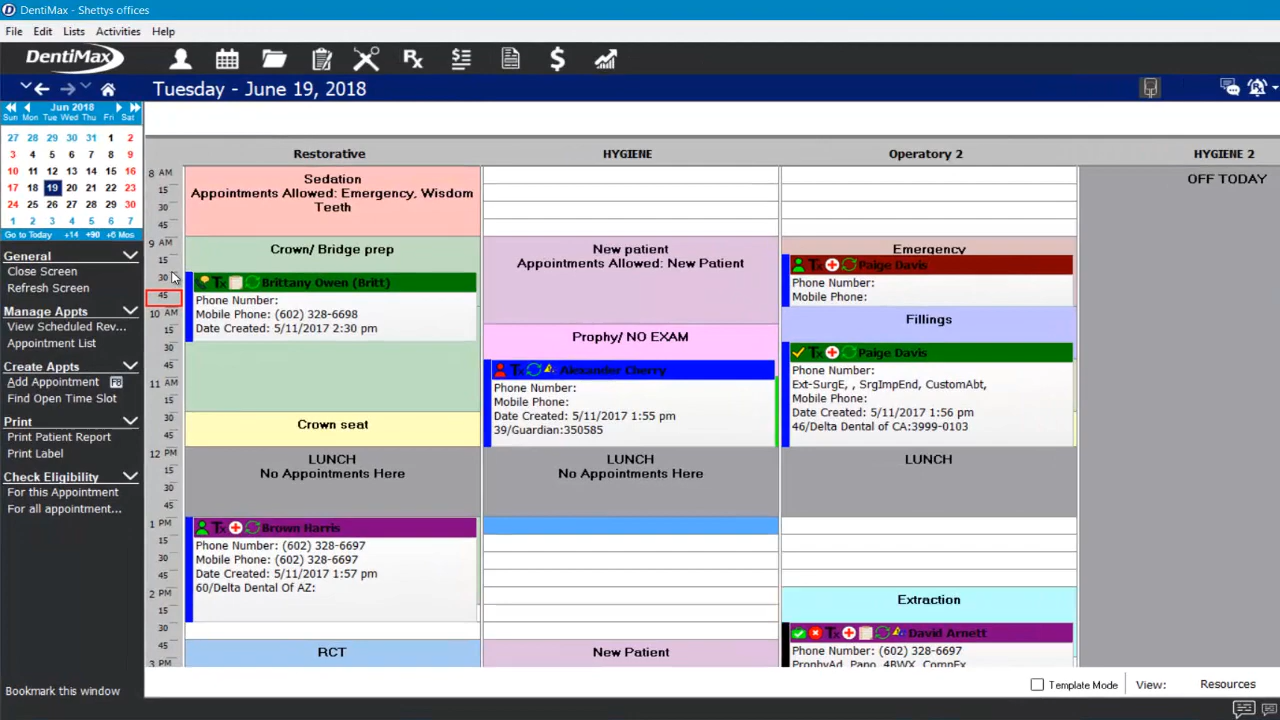 DentiMax - Shettys offices
File Edit Lists Activities Help
DentiMax
Tuesday - June 19, 2018
Jun 2018
Sun Mon Tue Wed Thu Fri Sat
27 28 29 30 31 1 2
3 4 5 6 7 8 9
10 11 12 13 14 15 16
17 18 19 20 21 22 23
24 25 26 27 28 29 30
1 2 3 4 5 6 7
Go to Today +14 +90 +6 Mos
General
Close Screen
Refresh Screen
Manage Appts
View Scheduled Rev...
Appointment List
Create Appts
Add Appointment F8
Find Open Time Slot
Print
Print Patient Report
Print Label
Check Eligibility
For this Appointment
For all appointment...
Bookmark this window
Restorative HYGIENE Operatory 2 HYGIENE 2
8 AM
15
30
45
9 AM
15
30
45
10 AM
15
30
45
11 AM
15
30
45
12 PM
15
30
45
1 PM
15
30
45
2 PM
15
30
45
3 PM
Sedation
Appointments Allowed: Emergency, Wisdom
Teeth
Crown/ Bridge prep
Tx Brittany Owen (Britt)
Phone Number:
Mobile Phone: (602) 328-6698
Date Created: 5/11/2017 2:30 pm
Crown seat
LUNCH
No Appointments Here
Tx Brown Harris
Phone Number: (602) 328-6697
Mobile Phone: (602) 328-6697
Date Created: 5/11/2017 1:57 pm
60/Delta Dental Of AZ:
RCT
New patient
Appointments Allowed: New Patient
Prophy/ NO EXAM
Tx Alexander Cherry
Phone Number:
Mobile Phone:
Date Created: 5/11/2017 1:55 pm
39/Guardian:350585
LUNCH
No Appointments Here
New Patient
Emergency
Tx Paige Davis
Phone Number:
Mobile Phone:
Fillings
Tx Paige Davis
Phone Number:
Ext-SurgE, , SrgImpEnd, CustomAbt,
Mobile Phone:
Date Created: 5/11/2017 1:56 pm
46/Delta Dental of CA:3999-0103
LUNCH
Extraction
Tx David Arnett
Phone Number: (602) 328-6697
ProphyAd, Pano, 4BWX, CompEx
OFF TODAY
Template Mode View: Resources